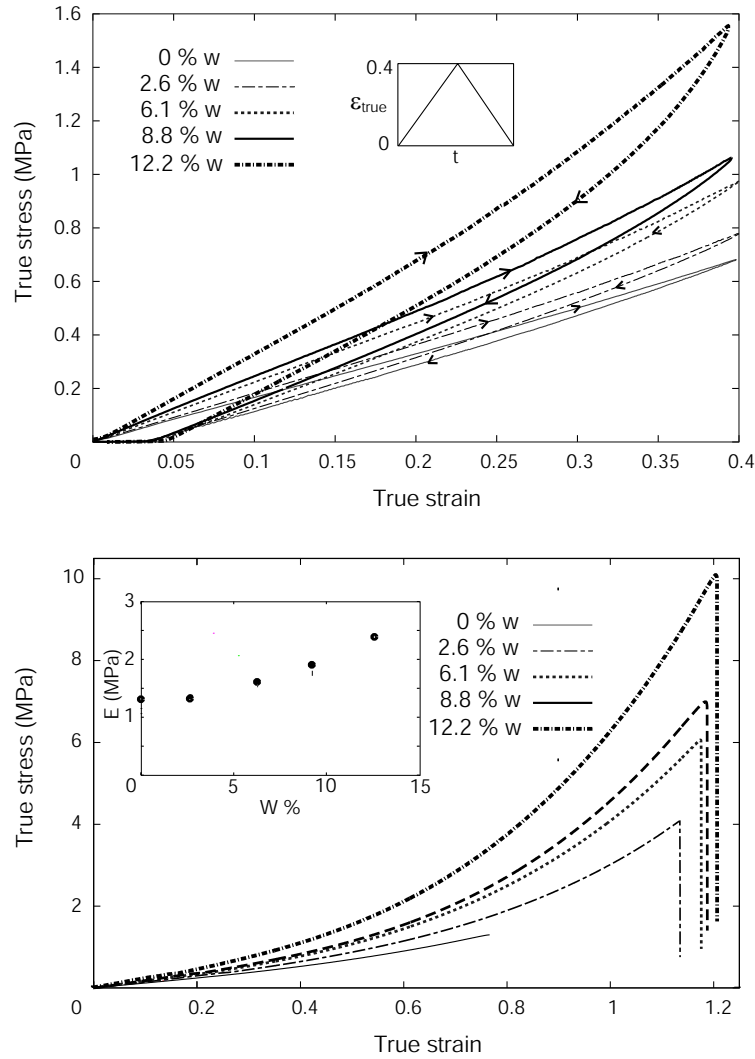 1.6
1.4
1.2
1
0.8
0.6
0.4
0.2
0
True stress (MPa)
0 % w
2.6 % w
6.1 % w
8.8 % w
12.2 % w
0.4
εtrue
0
t
0.05
0.1
0.15
0.2
0.25
0.3
0.35
0.4
True strain
10
8
6
4
2
0
True stress (MPa)
3
2
1
0
E (MPa)
5
10
15
W %
0 % w
2.6 % w
6.1 % w
8.8 % w
12.2 % w
0.2
0.4
0.6
0.8
1
1.2
True strain